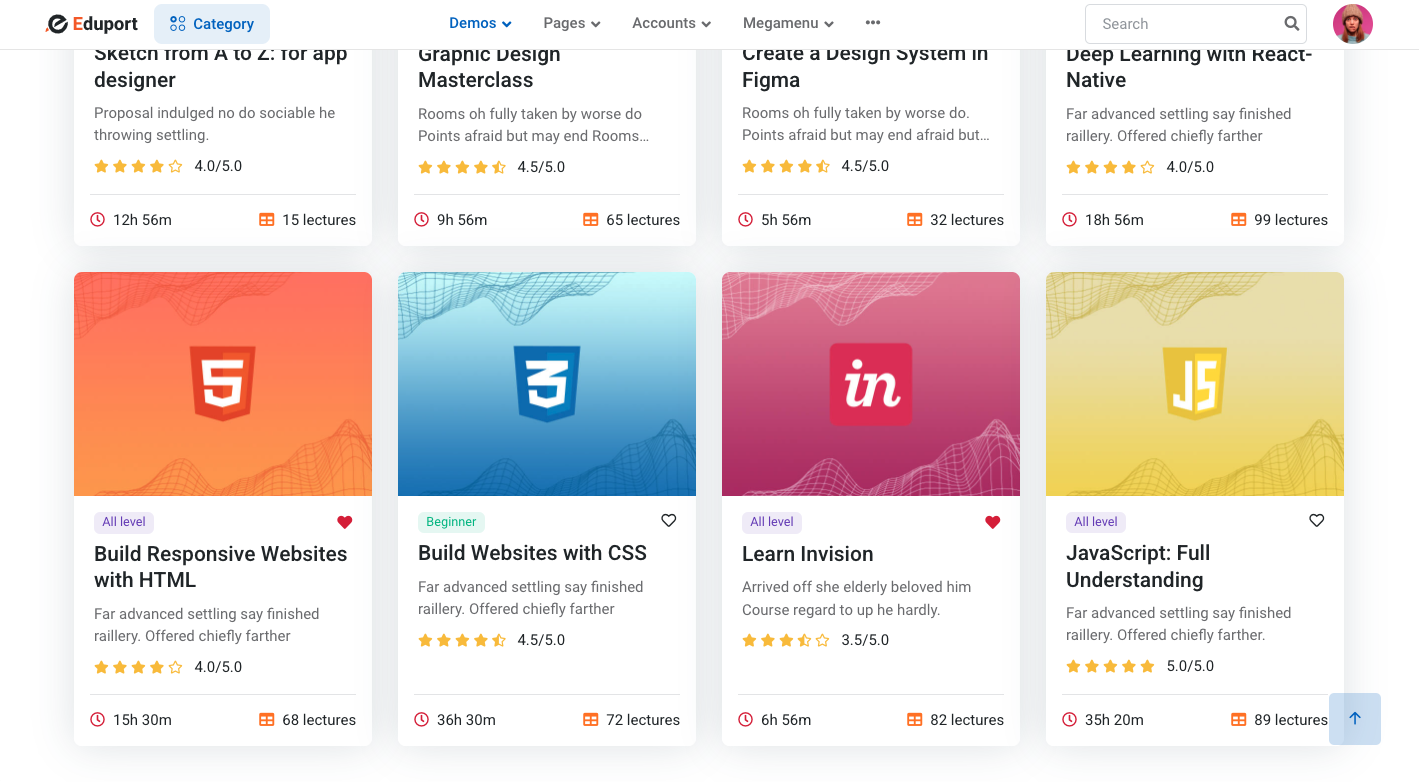 Eduport
Category
Demos
Pages
Accounts
Megamenu
Search
Sketch from A to Z: for app
designer
Proposal indulged no do sociable he
throwing settling.
4.0/5.0
12h 56m
15 lectures
Graphic Design
Masterclass
Rooms oh fully taken by worse do
Points afraid but may end Rooms…
4.5/5.0
9h 56m
65 lectures
Create a Design System in
Figma
Rooms oh fully taken by worse do.
Points afraid but may end afraid but…
4.5/5.0
5h 56m
32 lectures
Deep Learning with React-
Native
Far advanced settling say finished
raillery. Offered chiefly farther
4.0/5.0
18h 56m
99 lectures
5
All level
Build Responsive Websites
with HTML
Far advanced settling say finished
raillery. Offered chiefly farther
4.0/5.0
15h 30m
68 lectures
3
Beginner
Build Websites with CSS
Far advanced settling say finished
raillery. Offered chiefly farther
4.5/5.0
36h 30m
72 lectures
in
All level
Learn Invision
Arrived off she elderly beloved him
Course regard to up he hardly.
3.5/5.0
6h 56m
82 lectures
JS
All level
JavaScript: Full
Understanding
Far advanced settling say finished
raillery. Offered chiefly farther.
5.0/5.0
35h 20m
89 lectures